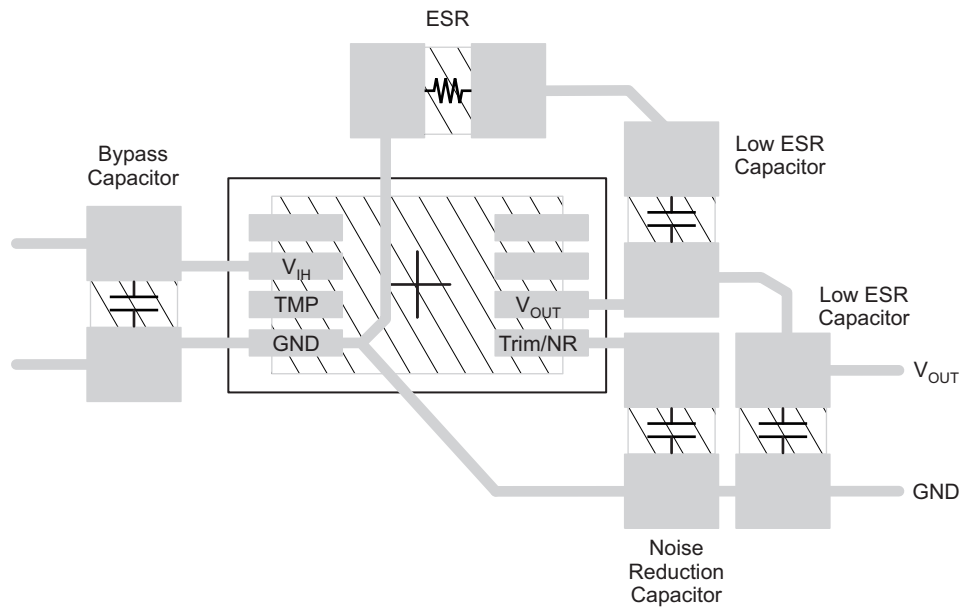 ESR
Bypass
Capacitor
Low ESR
Capacitor
V_IH
TMP
GND
V_OUT
Trim/NR
Low ESR
Capacitor
V_OUT
GND
Noise
Reduction
Capacitor